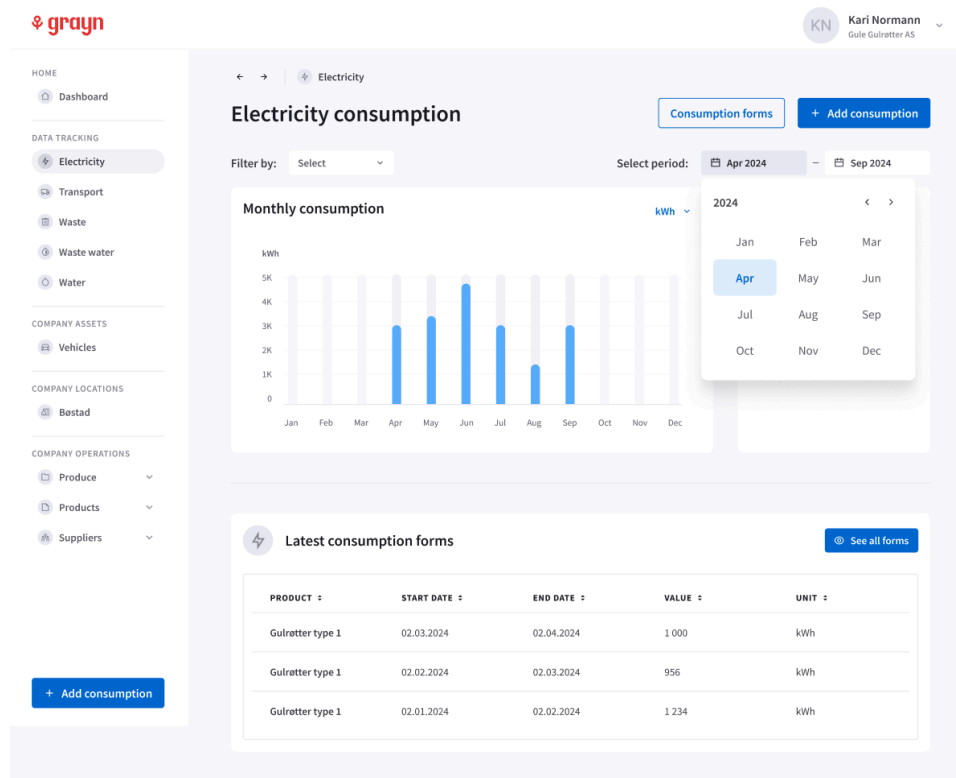 grayn
KN
Kari Normann
Gule Gulrøtter AS
HOME
Dashboard
DATA TRACKING
Electricity
Transport
Waste
Waste water
Water
COMPANY ASSETS
Vehicles
COMPANY LOCATIONS
Bøstad
COMPANY OPERATIONS
Produce
Products
Suppliers
+ Add consumption
← → Electricity
Electricity consumption
Consumption forms
+ Add consumption
Filter by: Select
Select period: Apr 2024 – Sep 2024
2024
Jan Feb Mar
Apr May Jun
Jul Aug Sep
Oct Nov Dec
Monthly consumption
kWh
kWh
5K
4K
3K
2K
1K
0
Jan Feb Mar Apr May Jun Jul Aug Sep Oct Nov Dec
Latest consumption forms
See all forms
PRODUCT START DATE END DATE VALUE UNIT
Gulrøtter type 1 02.03.2024 02.04.2024 1 000 kWh
Gulrøtter type 1 02.02.2024 02.03.2024 956 kWh
Gulrøtter type 1 02.01.2024 02.02.2024 1 234 kWh